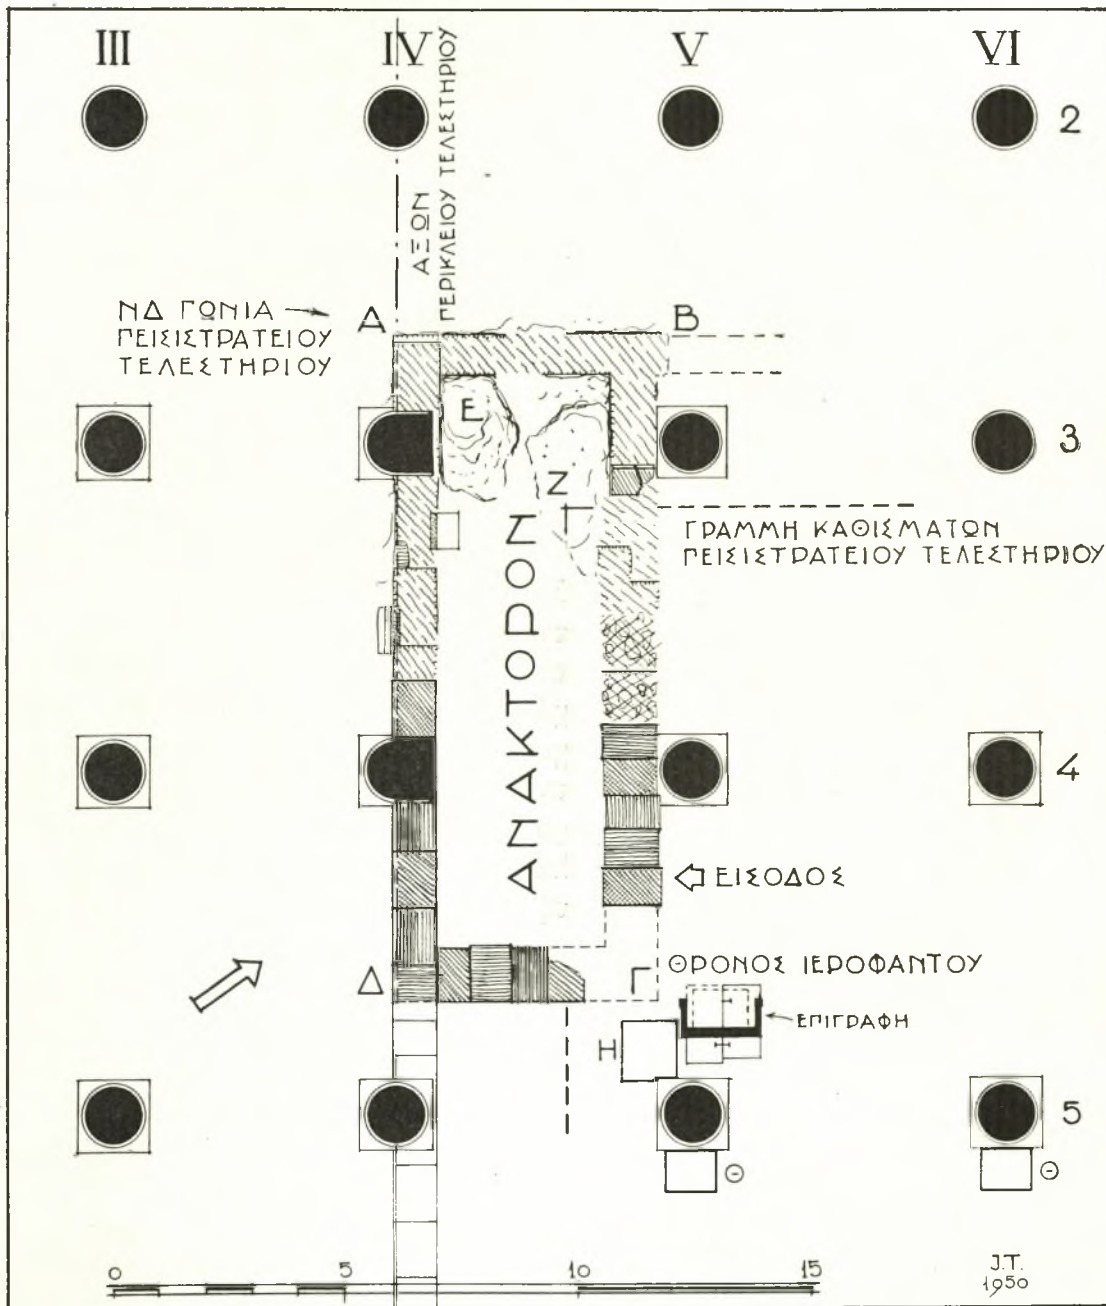 III IV V VI
2
ΑΞΩΝ
ΠΕΡΙΚΛΕΙΟΥ ΤΕΛΕΣΤΗΡΙΟΥ
ΝΔ ΓΩΝΙΑ
ΠΕΙΣΙΣΤΡΑΤΕΙΟΥ
ΤΕΛΕΣΤΗΡΙΟΥ
Α Β
Ε
3
Ζ
ΓΡΑΜΜΗ ΚΑΘΙΣΜΑΤΩΝ
ΠΕΙΣΙΣΤΡΑΤΕΙΟΥ ΤΕΛΕΣΤΗΡΙΟΥ
ΑΝΑΚΤΟΡΟΝ
4
ΕΙΣΟΔΟΣ
Δ Γ
ΘΡΟΝΟΣ ΙΕΡΟΦΑΝΤΟΥ
ΕΠΙΓΡΑΦΗ
Η
5
Θ Θ
0 5 10 15
J.T.
1950